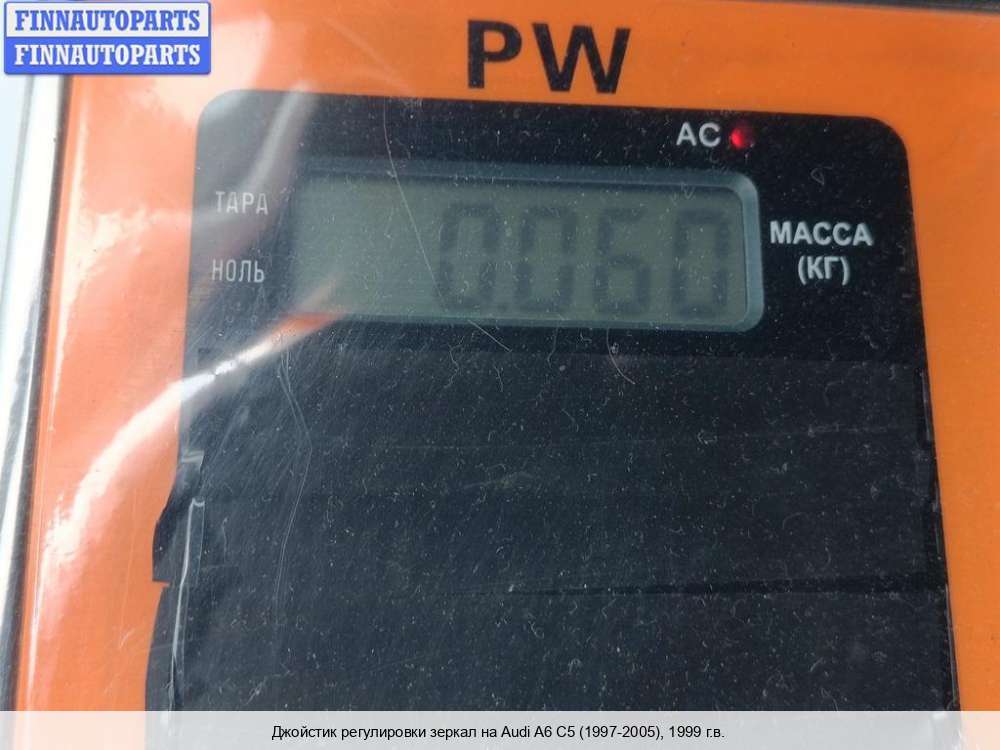 FINNAUTOPARTS
FINNAUTOPARTS
PW
AC
ТАРА
0.060
МАССА
(КГ)
НОЛЬ
Джойстик регулировки зеркал на Audi A6 C5 (1997-2005), 1999 г.в.